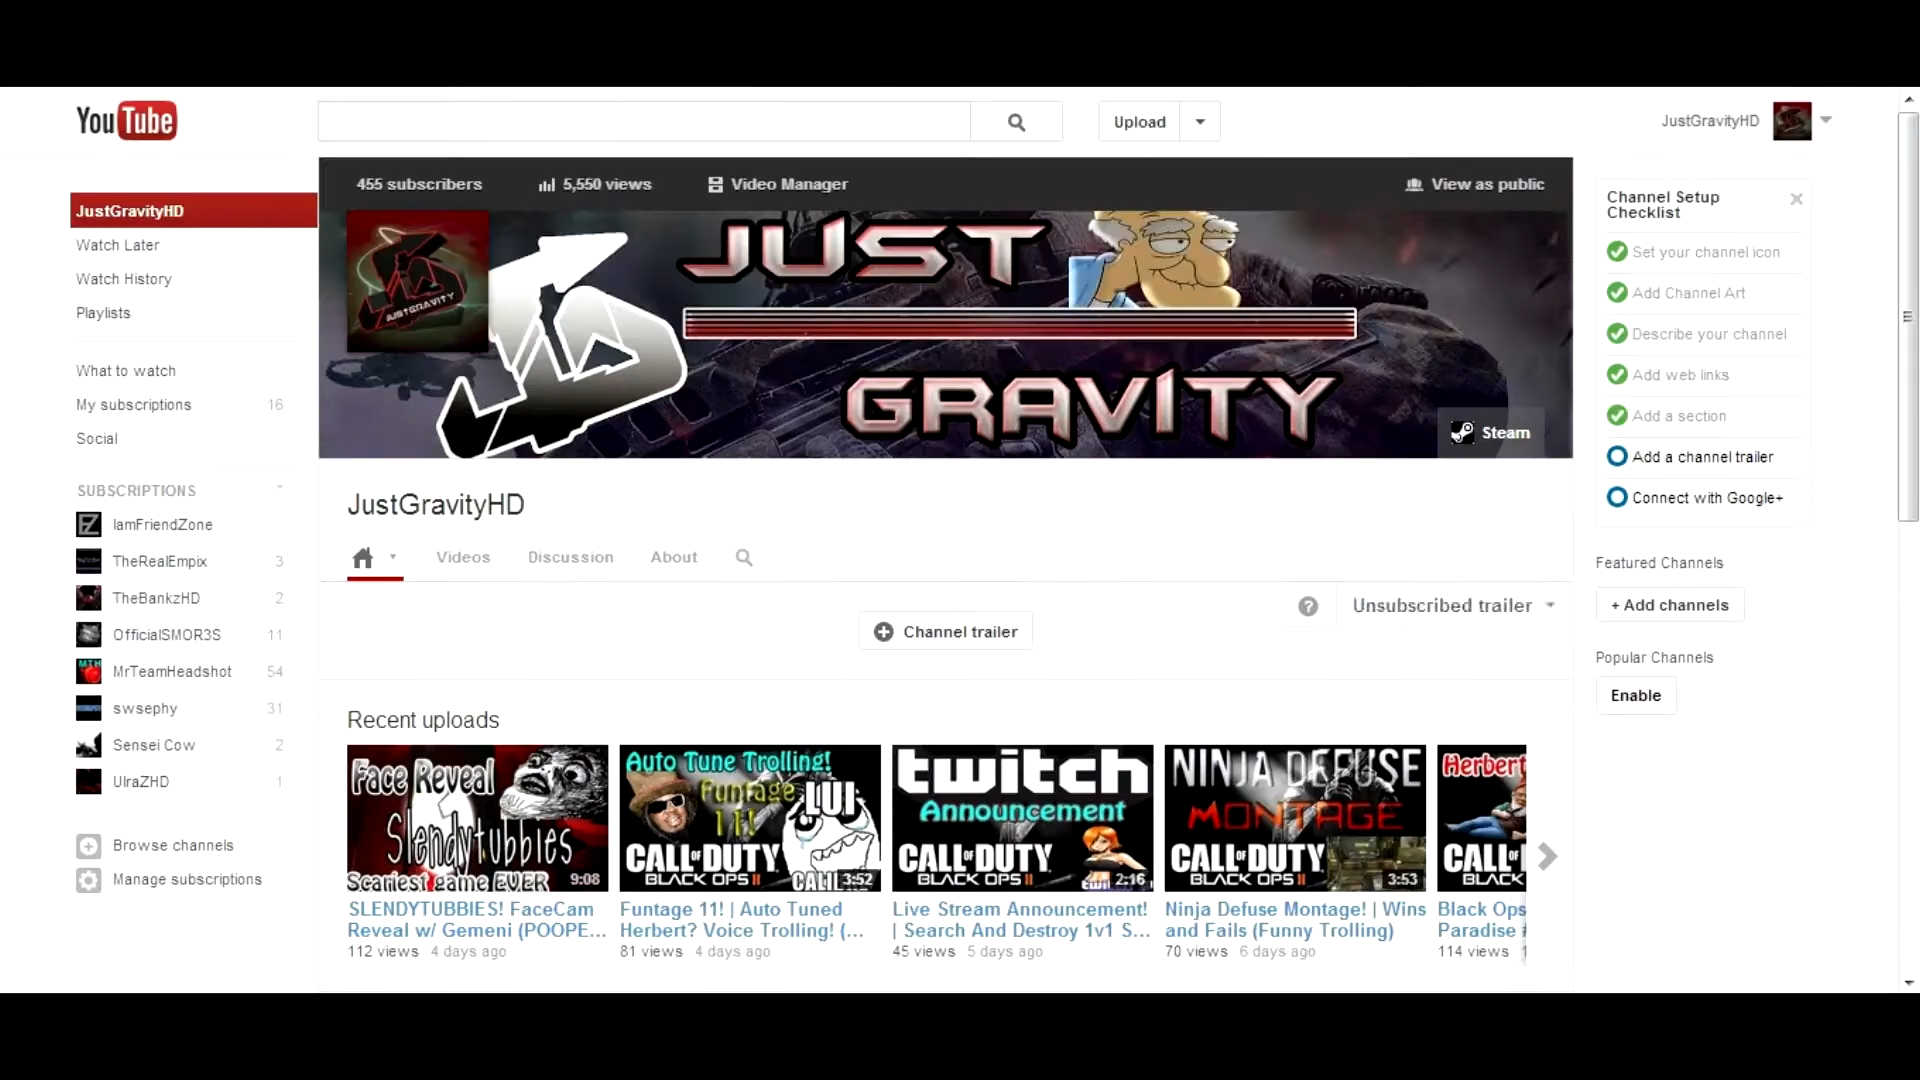 YouTube
Upload
JustGravityHD
JustGravityHD
Watch Later
Watch History
Playlists
What to watch
My subscriptions 16
Social
SUBSCRIPTIONS -
IamFriendZone
TheRealEmpix 3
TheBankzHD 2
OfficialSMOR3S 11
MrTeamHeadshot 54
swsephy 31
Sensei Cow 2
UlraZHD 1
Browse channels
Manage subscriptions
455 subscribers 5,550 views Video Manager View as public
JUSTGRAVITY
JUST
GRAVITY
Steam
JustGravityHD
Videos Discussion About
? Unsubscribed trailer
Channel trailer
Recent uploads
Face Reveal
Slendytubbies
Scariest game EVER 9:08
SLENDYTUBBIES! FaceCam
Reveal w/ Gemeni (POOPE...
112 views 4 days ago
Auto Tune Trolling!
Funtage
11!
LUI
CALL OF DUTY
BLACK OPS II
3:52
Funtage 11! | Auto Tuned
Herbert? Voice Trolling! (...
81 views 4 days ago
twitch
Announcement
CALL OF DUTY
BLACK OPS II
2:16
Live Stream Announcement!
| Search And Destroy 1v1 S...
45 views 5 days ago
NINJA DEFUSE
MONTAGE
CALL OF DUTY
BLACK OPS II
3:53
Ninja Defuse Montage! | Wins
and Fails (Funny Trolling)
70 views 6 days ago
Herbert
CALL OF
BLACK
Black Ops
Paradise #
114 views 1
Channel Setup
Checklist
Set your channel icon
Add Channel Art
Describe your channel
Add web links
Add a section
Add a channel trailer
Connect with Google+
Featured Channels
+ Add channels
Popular Channels
Enable